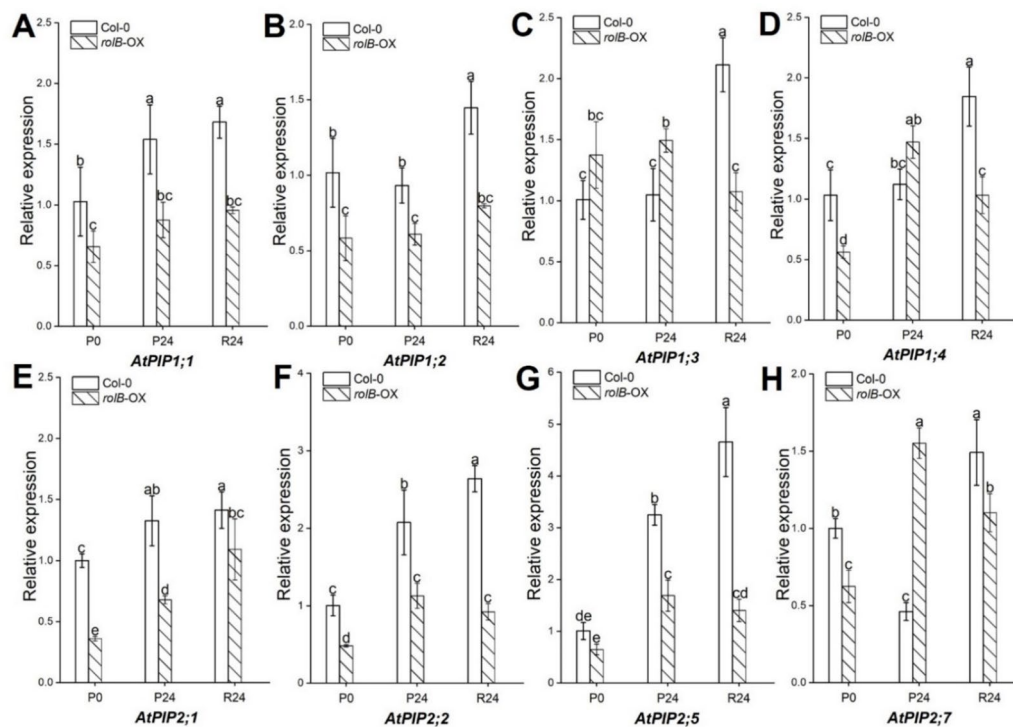 A
Col-0
rolB-OX
Relative expression
2.5
2.0
1.5
1.0
0.5
0.0
b
c
a
bc
a
bc
P0
P24
R24
AtPIP1;1
B
Col-0
rolB-OX
Relative expression
2.0
1.5
1.0
0.5
0.0
b
c
b
c
a
bc
P0
P24
R24
AtPIP1;2
C
Col-0
rolB-OX
Relative expression
2.5
2.0
1.5
1.0
0.5
0.0
c
bc
c
b
a
c
P0
P24
R24
AtPIP1;3
D
Col-0
rolB-OX
Relative expression
2.5
2.0
1.5
1.0
0.5
0.0
c
d
bc
ab
a
c
P0
P24
R24
AtPIP1;4
E
Col-0
rolB-OX
Relative expression
2.5
1.5
1.0
0.5
0.0
c
e
ab
d
a
bc
P0
P24
R24
AtPIP2;1
F
Col-0
rolB-OX
Relative expression
4
3
2
1
0
c
d
b
c
a
c
P0
P24
R24
AtPIP2;2
G
Col-0
rolB-OX
Relative expression
6
5
4
3
2
1
0
de
e
b
c
a
cd
P0
P24
R24
AtPIP2;5
H
Col-0
rolB-OX
Relative expression
2.0
1.5
1.0
0.5
0.0
b
c
c
a
a
b
P0
P24
R24
AtPIP2;7